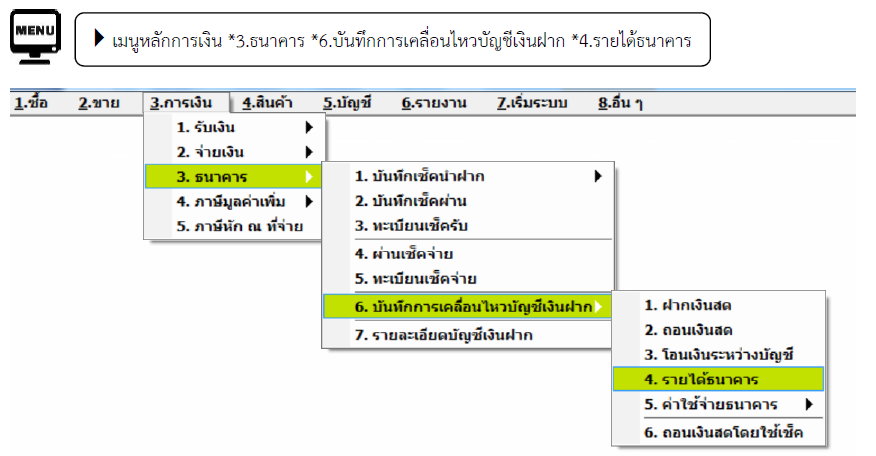 MENU
เมนูหลักการเงิน *3.ธนาคาร *6.บันทึกการเคลื่อนไหวบัญชีเงินฝาก *4.รายได้ธนาคาร
1.ซื้อ 2.ขาย 3.การเงิน 4.สินค้า 5.บัญชี 6.รายงาน 7.เริ่มระบบ 8.อื่น ๆ
1. รับเงิน
2. จ่ายเงิน
3. ธนาคาร
4. ภาษีมูลค่าเพิ่ม
5. ภาษีหัก ณ ที่จ่าย
1. บันทึกเช็คนำฝาก
2. บันทึกเช็คผ่าน
3. ทะเบียนเช็ครับ
4. ผ่านเช็คจ่าย
5. ทะเบียนเช็คจ่าย
6. บันทึกการเคลื่อนไหวบัญชีเงินฝาก
7. รายละเอียดบัญชีเงินฝาก
1. ฝากเงินสด
2. ถอนเงินสด
3. โอนเงินระหว่างบัญชี
4. รายได้ธนาคาร
5. ค่าใช้จ่ายธนาคาร
6. ถอนเงินสดโดยใช้เช็ค